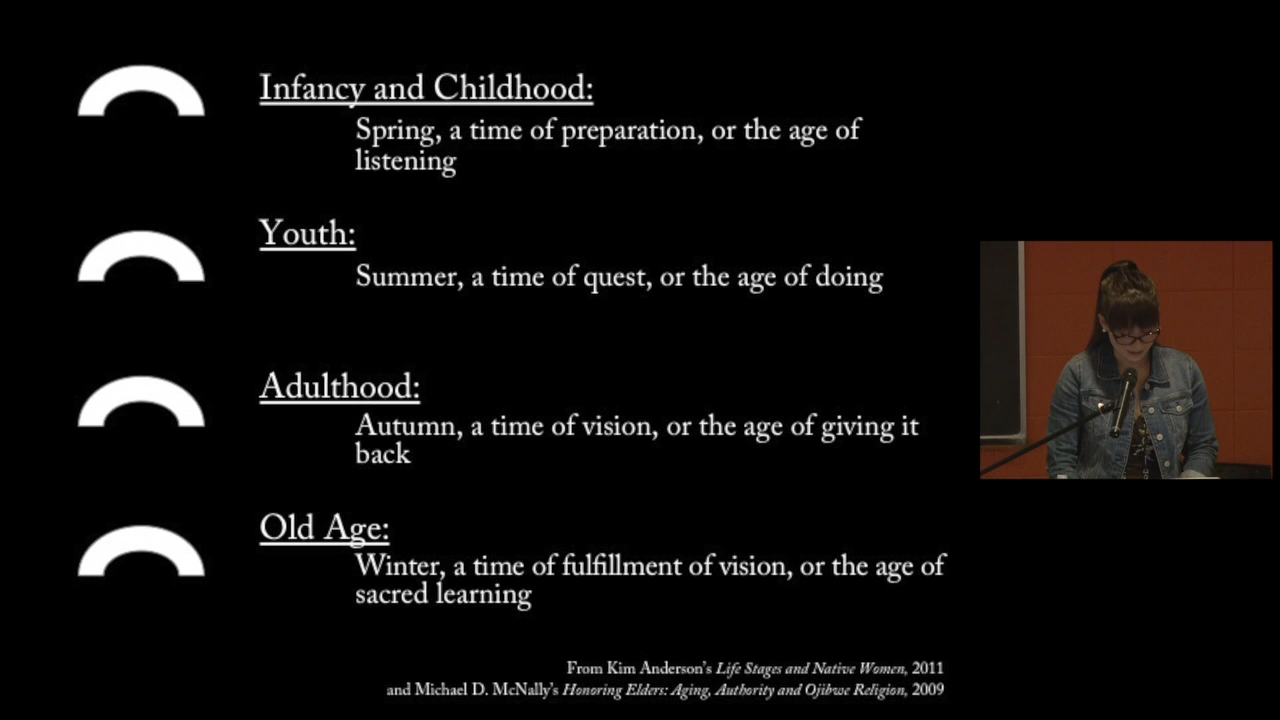 Infancy and Childhood:
Spring, a time of preparation, or the age of
listening
Youth:
Summer, a time of quest, or the age of doing
Adulthood:
Autumn, a time of vision, or the age of giving it
back
Old Age:
Winter, a time of fulfillment of vision, or the age of
sacred learning
From Kim Anderson's Life Stages and Native Women, 2011
and Michael D. McNally's Honoring Elders: Aging, Authority and Ojibwe Religion, 2009